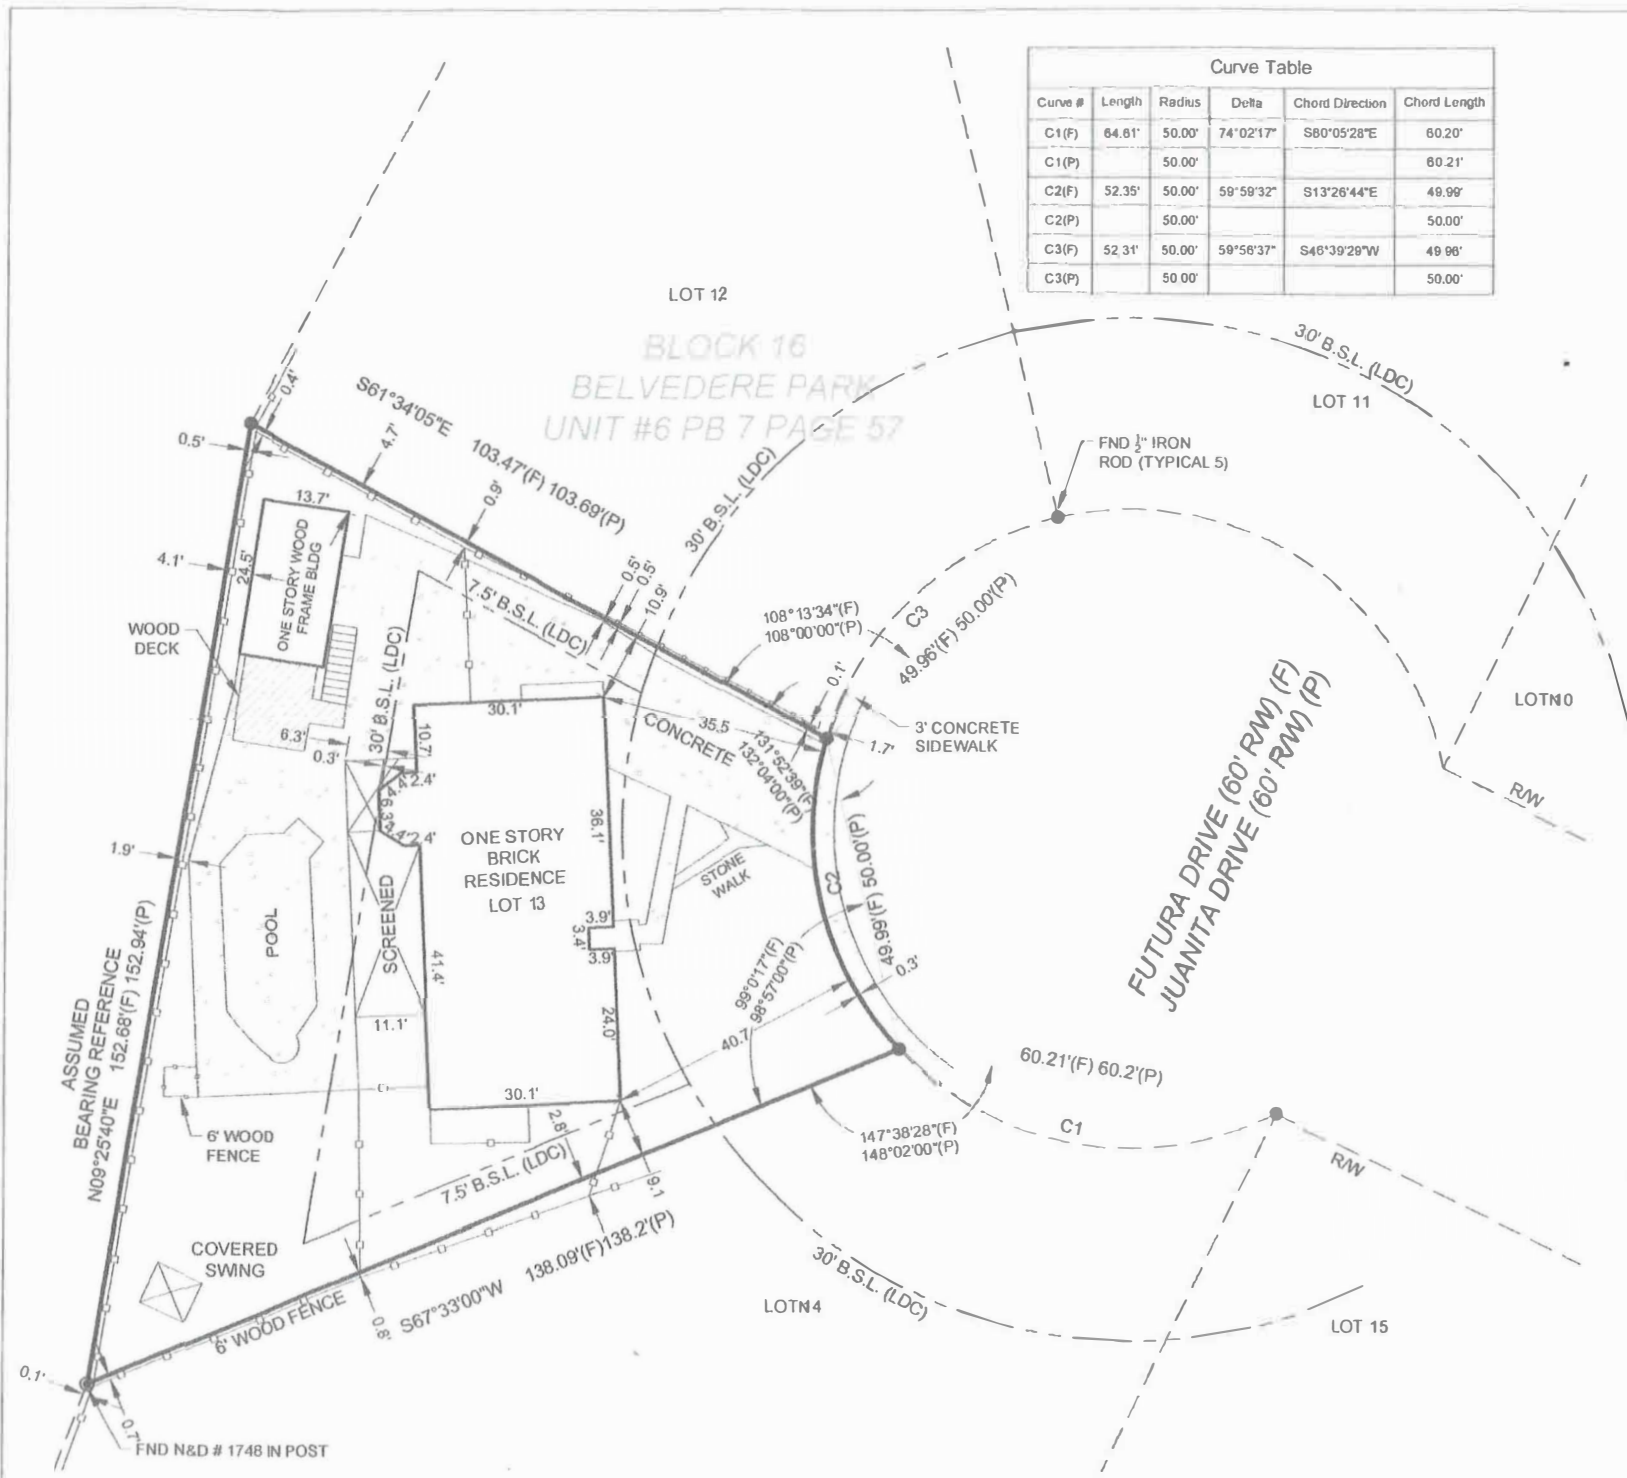 Curve Table
Curve # Length Radius Delta Chord Direction Chord Length
C1(F) 64.61' 50.00' 74°02'17" S80°05'28"E 60.20'
C1(P) 50.00' 60.21'
C2(F) 52.35' 50.00' 59°59'32" S13°26'44"E 49.99'
C2(P) 50.00' 50.00'
C3(F) 52.31' 50.00' 59°56'37" S46°39'29"W 49.96'
C3(P) 50.00' 50.00'
LOT 12
BLOCK 16
BELVEDERE PARK
UNIT #6 PB 7 PAGE 57
30' B.S.L. (LDC)
LOT 11
FND ½" IRON
ROD (TYPICAL 5)
30' B.S.L. (LDC)
S61°34'05"E 103.47'(F) 103.69'(P)
0.4'
0.5'
4.7'
0.9'
13.7'
4.1'
24.5'
ONE STORY WOOD
FRAME BLDG
WOOD
DECK
7.5' B.S.L. (LDC)
0.5'
0.5'
10.9'
108°13'34"(F)
108°00'00"(P)
C3
49.96'(F) 50.00'(P)
0.1'
3' CONCRETE
SIDEWALK
1.7'
LOTN10
R/W
30' B.S.L. (LDC)
6.3'
0.3'
30.1'
10.7'
CONCRETE
35.5
131°52'39"(F)
132°04'00"(P)
4.4'
2.4'
9.3'
4.4'
2.4'
ONE STORY
BRICK
RESIDENCE
LOT 13
36.1'
STONE
WALK
C2
49.99'(F) 50.00'(P)
FUTURA DRIVE (60' R/W) (F)
JUANITA DRIVE (60' R/W) (P)
1.9'
POOL
SCREENED
3.9'
3.4'
3.9'
41.4'
24.0'
11.1'
99°0'17"(F)
98°57'00"(P)
0.3'
40.7
ASSUMED
BEARING REFERENCE
N09°25'40"E 152.68'(F) 152.94'(P)
60.21'(F) 60.2'(P)
C1
30.1'
2.8'
147°38'28"(F)
148°02'00"(P)
R/W
6' WOOD
FENCE
7.5' B.S.L. (LDC)
9.1
COVERED
SWING
S67°33'00"W 138.09'(F)138.2'(P)
30' B.S.L. (LDC)
LOTN14
LOT 15
6' WOOD FENCE
0.8'
0.1'
0.7'
FND N&D # 1748 IN POST